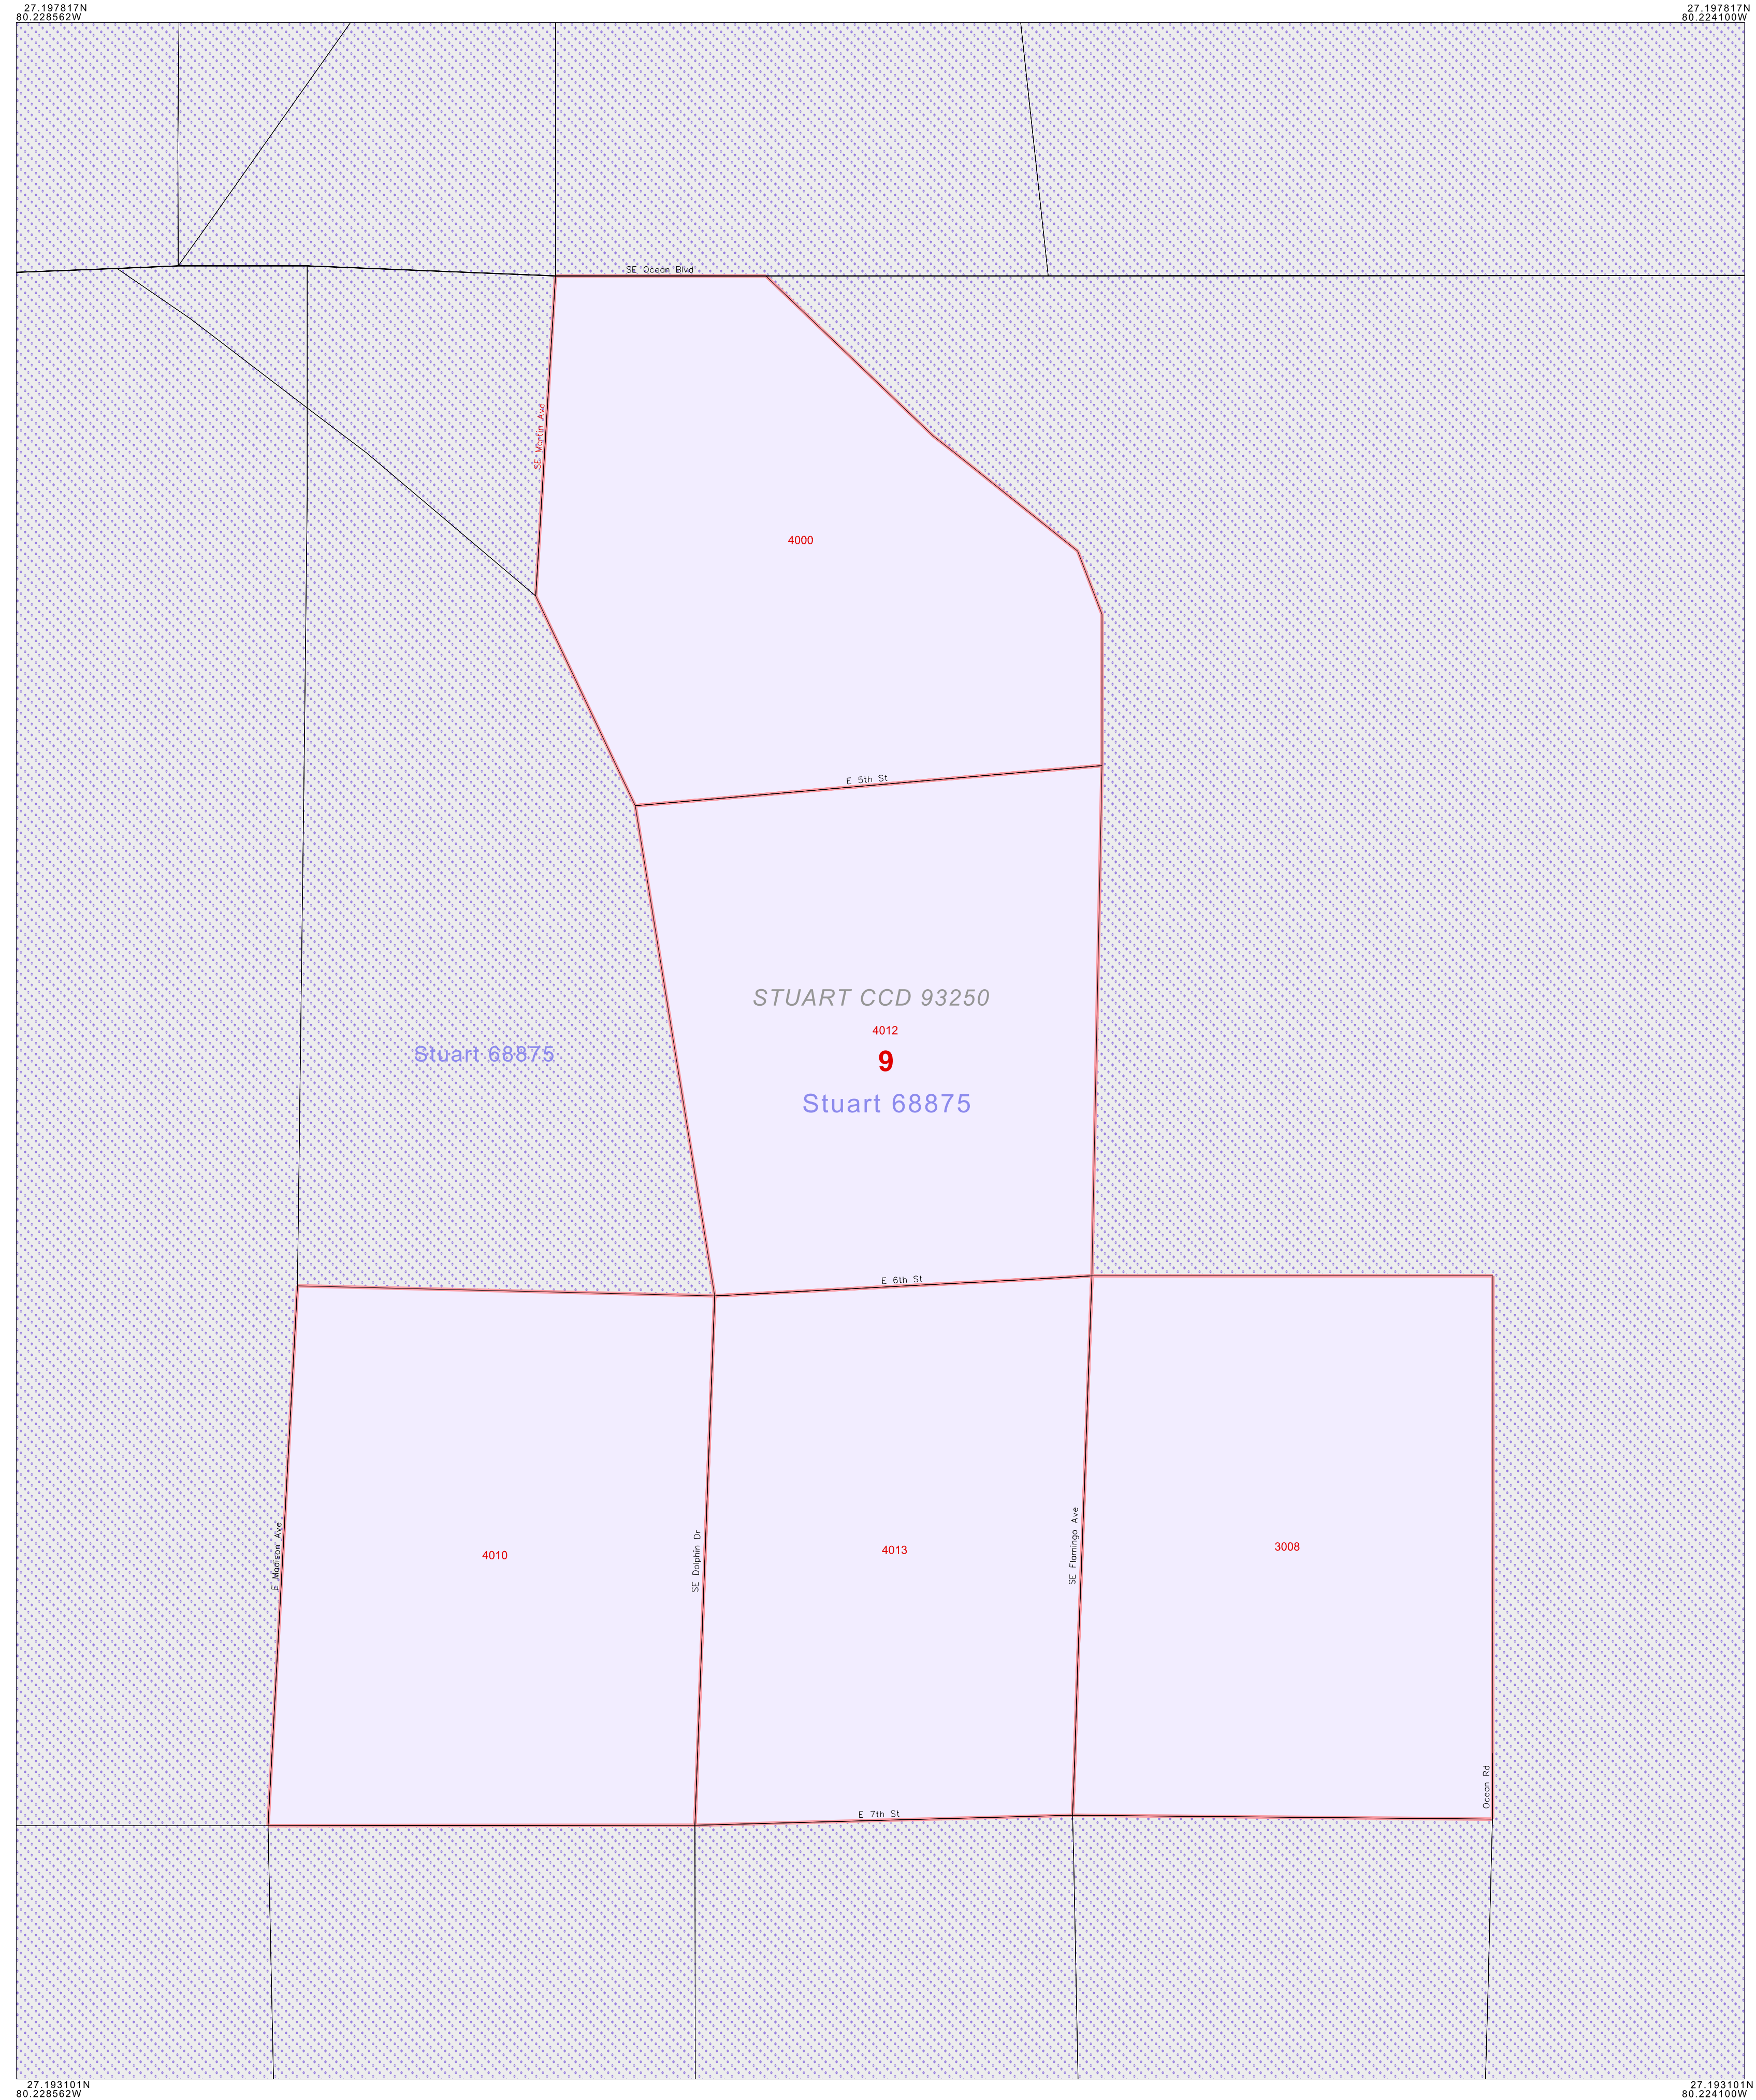 27.197817N
80.228562W
27.197817N
80.224100W
SE Ocean Blvd
SE Marfin Ave
4000
E 5th St
STUART CCD 93250
4012
9
Stuart 68875
Stuart 68875
E 6th St
E Madison Ave
4010
SE Dolphin Dr
4013
SE Flamingo Ave
3008
Ocean Rd
E 7th St
27.193101N
80.228562W
27.193101N
80.224100W